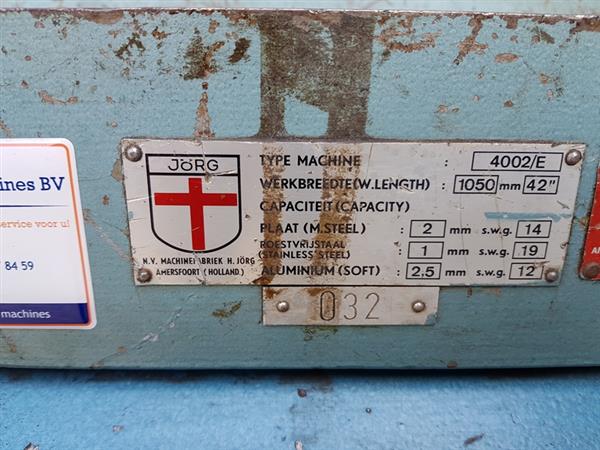 ines BV
service voor u!
84 59
machines
JÖRG
N.V. MACHINEFABRIEK H. JÖRG
AMERSFOORT (HOLLAND)
TYPE MACHINE : 4002/E
WERKBREEDTE(W.LENGTH) : 1050 mm 42"
CAPACITEIT (CAPACITY)
PLAAT (M.STEEL) : 2 mm s.w.g. 14
ROESTVRIJSTAAL
(STAINLESS STEEL) : 1 mm s.w.g. 19
ALUMINIUM (SOFT) : 2,5 mm s.w.g. 12
032